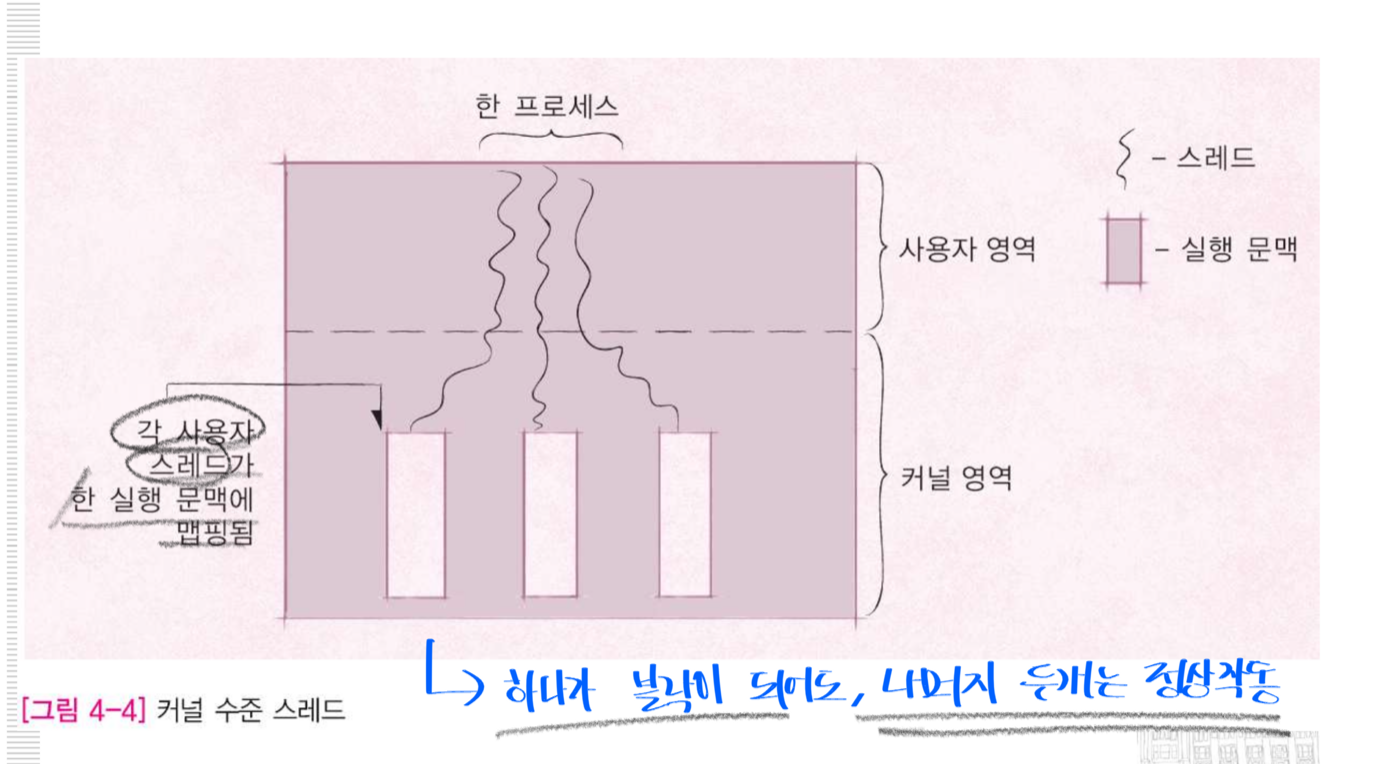 한 프로세스
- 스레드
사용자 영역
- 실행 문맥
각 사용자
스레드가
한 실행 문맥에
맵핑됨
커널 영역
하나가 블락이 되어도, 나머지 두개는 정상작동
[그림 4-4] 커널 수준 스레드